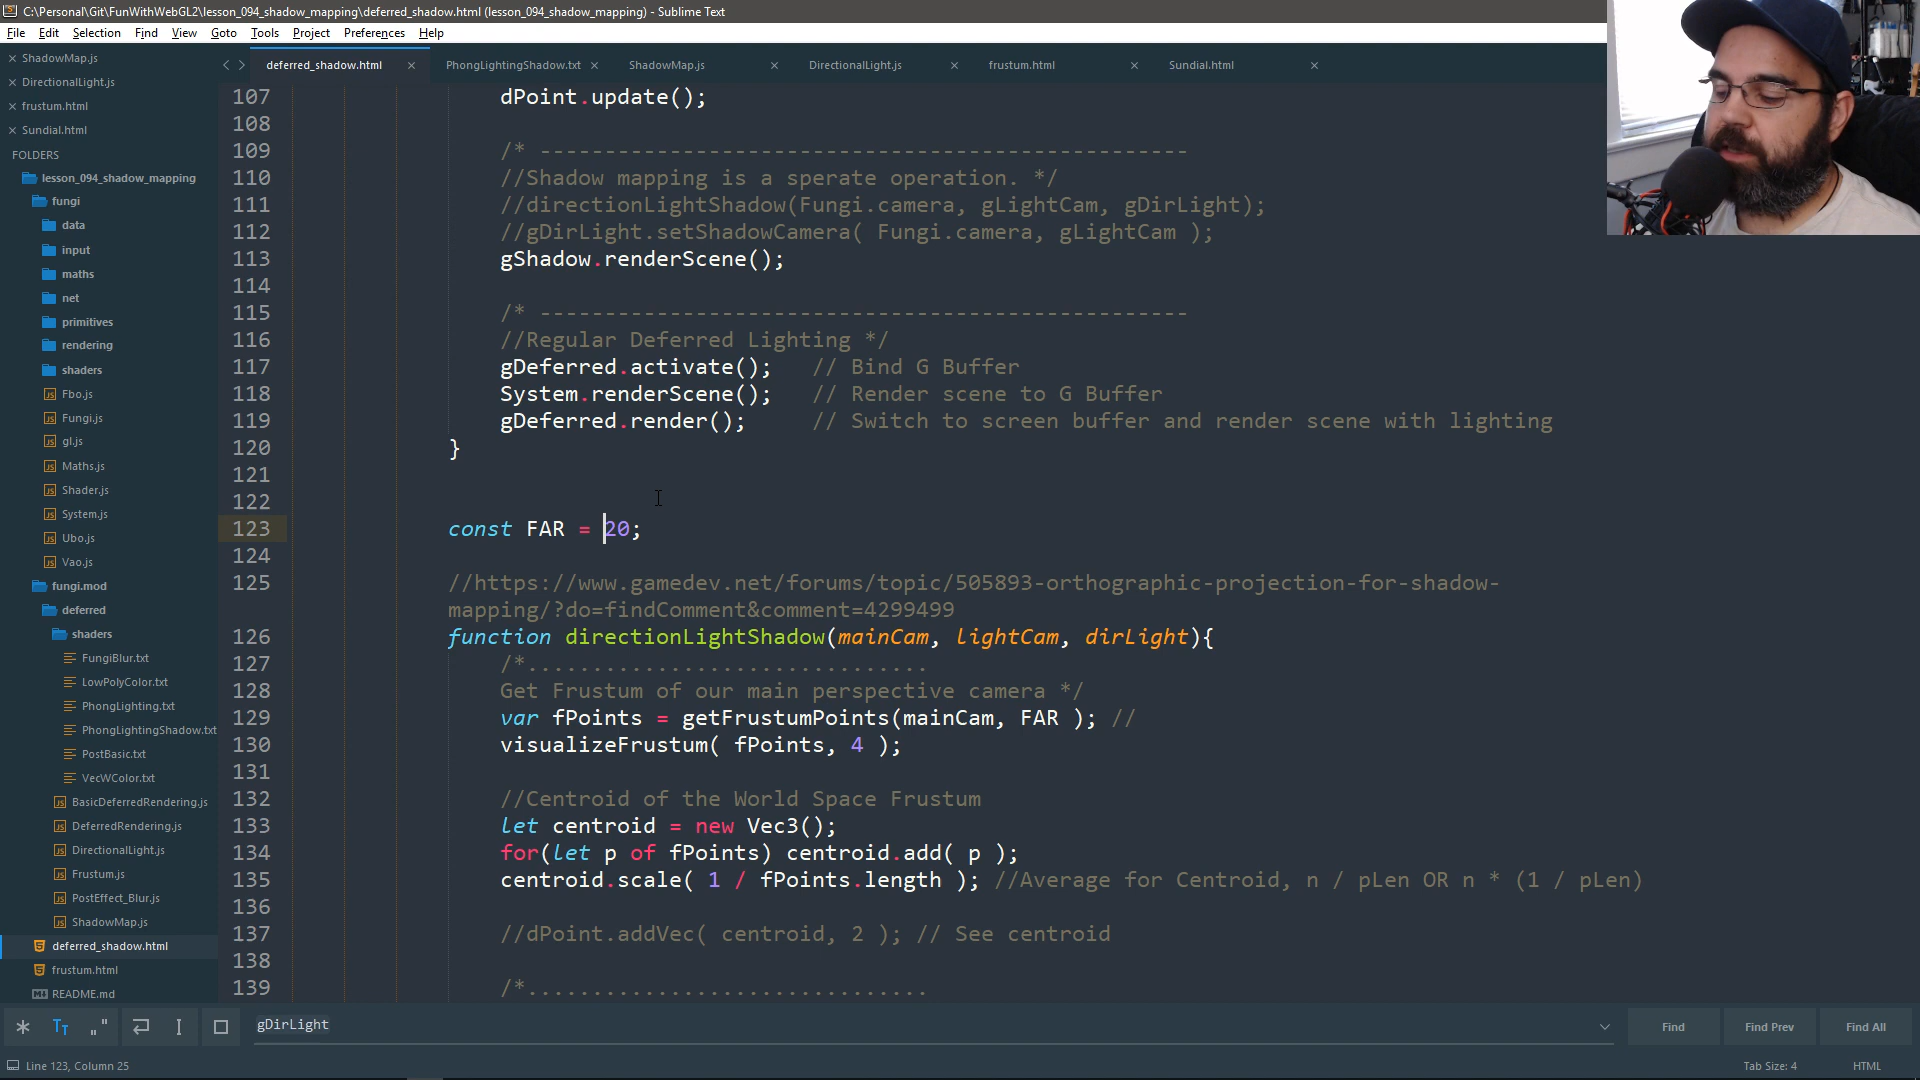 C:\Personal\Git\FunWithWebGL2\lesson_094_shadow_mapping\deferred_shadow.html (lesson_094_shadow_mapping) - Sublime Text
File Edit Selection Find View Goto Tools Project Preferences Help
ShadowMap.js
DirectionalLight.js
frustum.html
Sundial.html
FOLDERS
lesson_094_shadow_mapping
fungi
data
input
maths
net
primitives
rendering
shaders
Fbo.js
Fungi.js
gl.js
Maths.js
Shader.js
System.js
Ubo.js
Vao.js
fungi.mod
deferred
shaders
FungiBlur.txt
LowPolyColor.txt
PhongLighting.txt
PhongLightingShadow.txt
PostBasic.txt
VecWColor.txt
BasicDeferredRendering.js
DeferredRendering.js
DirectionalLight.js
Frustum.js
PostEffect_Blur.js
ShadowMap.js
deferred_shadow.html
frustum.html
README.md
deferred_shadow.html PhongLightingShadow.txt ShadowMap.js DirectionalLight.js frustum.html Sundial.html
107 dPoint.update();
108
109 /* --------------------------------------------------
110 //Shadow mapping is a sperate operation. */
111 //directionLightShadow(Fungi.camera, gLightCam, gDirLight);
112 //gDirLight.setShadowCamera( Fungi.camera, gLightCam );
113 gShadow.renderScene();
114
115 /* --------------------------------------------------
116 //Regular Deferred Lighting */
117 gDeferred.activate(); // Bind G Buffer
118 System.renderScene(); // Render scene to G Buffer
119 gDeferred.render(); // Switch to screen buffer and render scene with lighting
120 }
121
122
123 const FAR = 20;
124
125 //https://www.gamedev.net/forums/topic/505893-orthographic-projection-for-shadow-
mapping/?do=findComment&comment=4299499
126 function directionLightShadow(mainCam, lightCam, dirLight){
127 /*...............................
128 Get Frustum of our main perspective camera */
129 var fPoints = getFrustumPoints(mainCam, FAR ); //
130 visualizeFrustum( fPoints, 4 );
131
132 //Centroid of the World Space Frustum
133 let centroid = new Vec3();
134 for(let p of fPoints) centroid.add( p );
135 centroid.scale( 1 / fPoints.length ); //Average for Centroid, n / pLen OR n * (1 / pLen)
136
137 //dPoint.addVec( centroid, 2 ); // See centroid
138
139 /*...............................
gDirLight
Find Find Prev Find All
Line 123, Column 25
Tab Size: 4 HTML